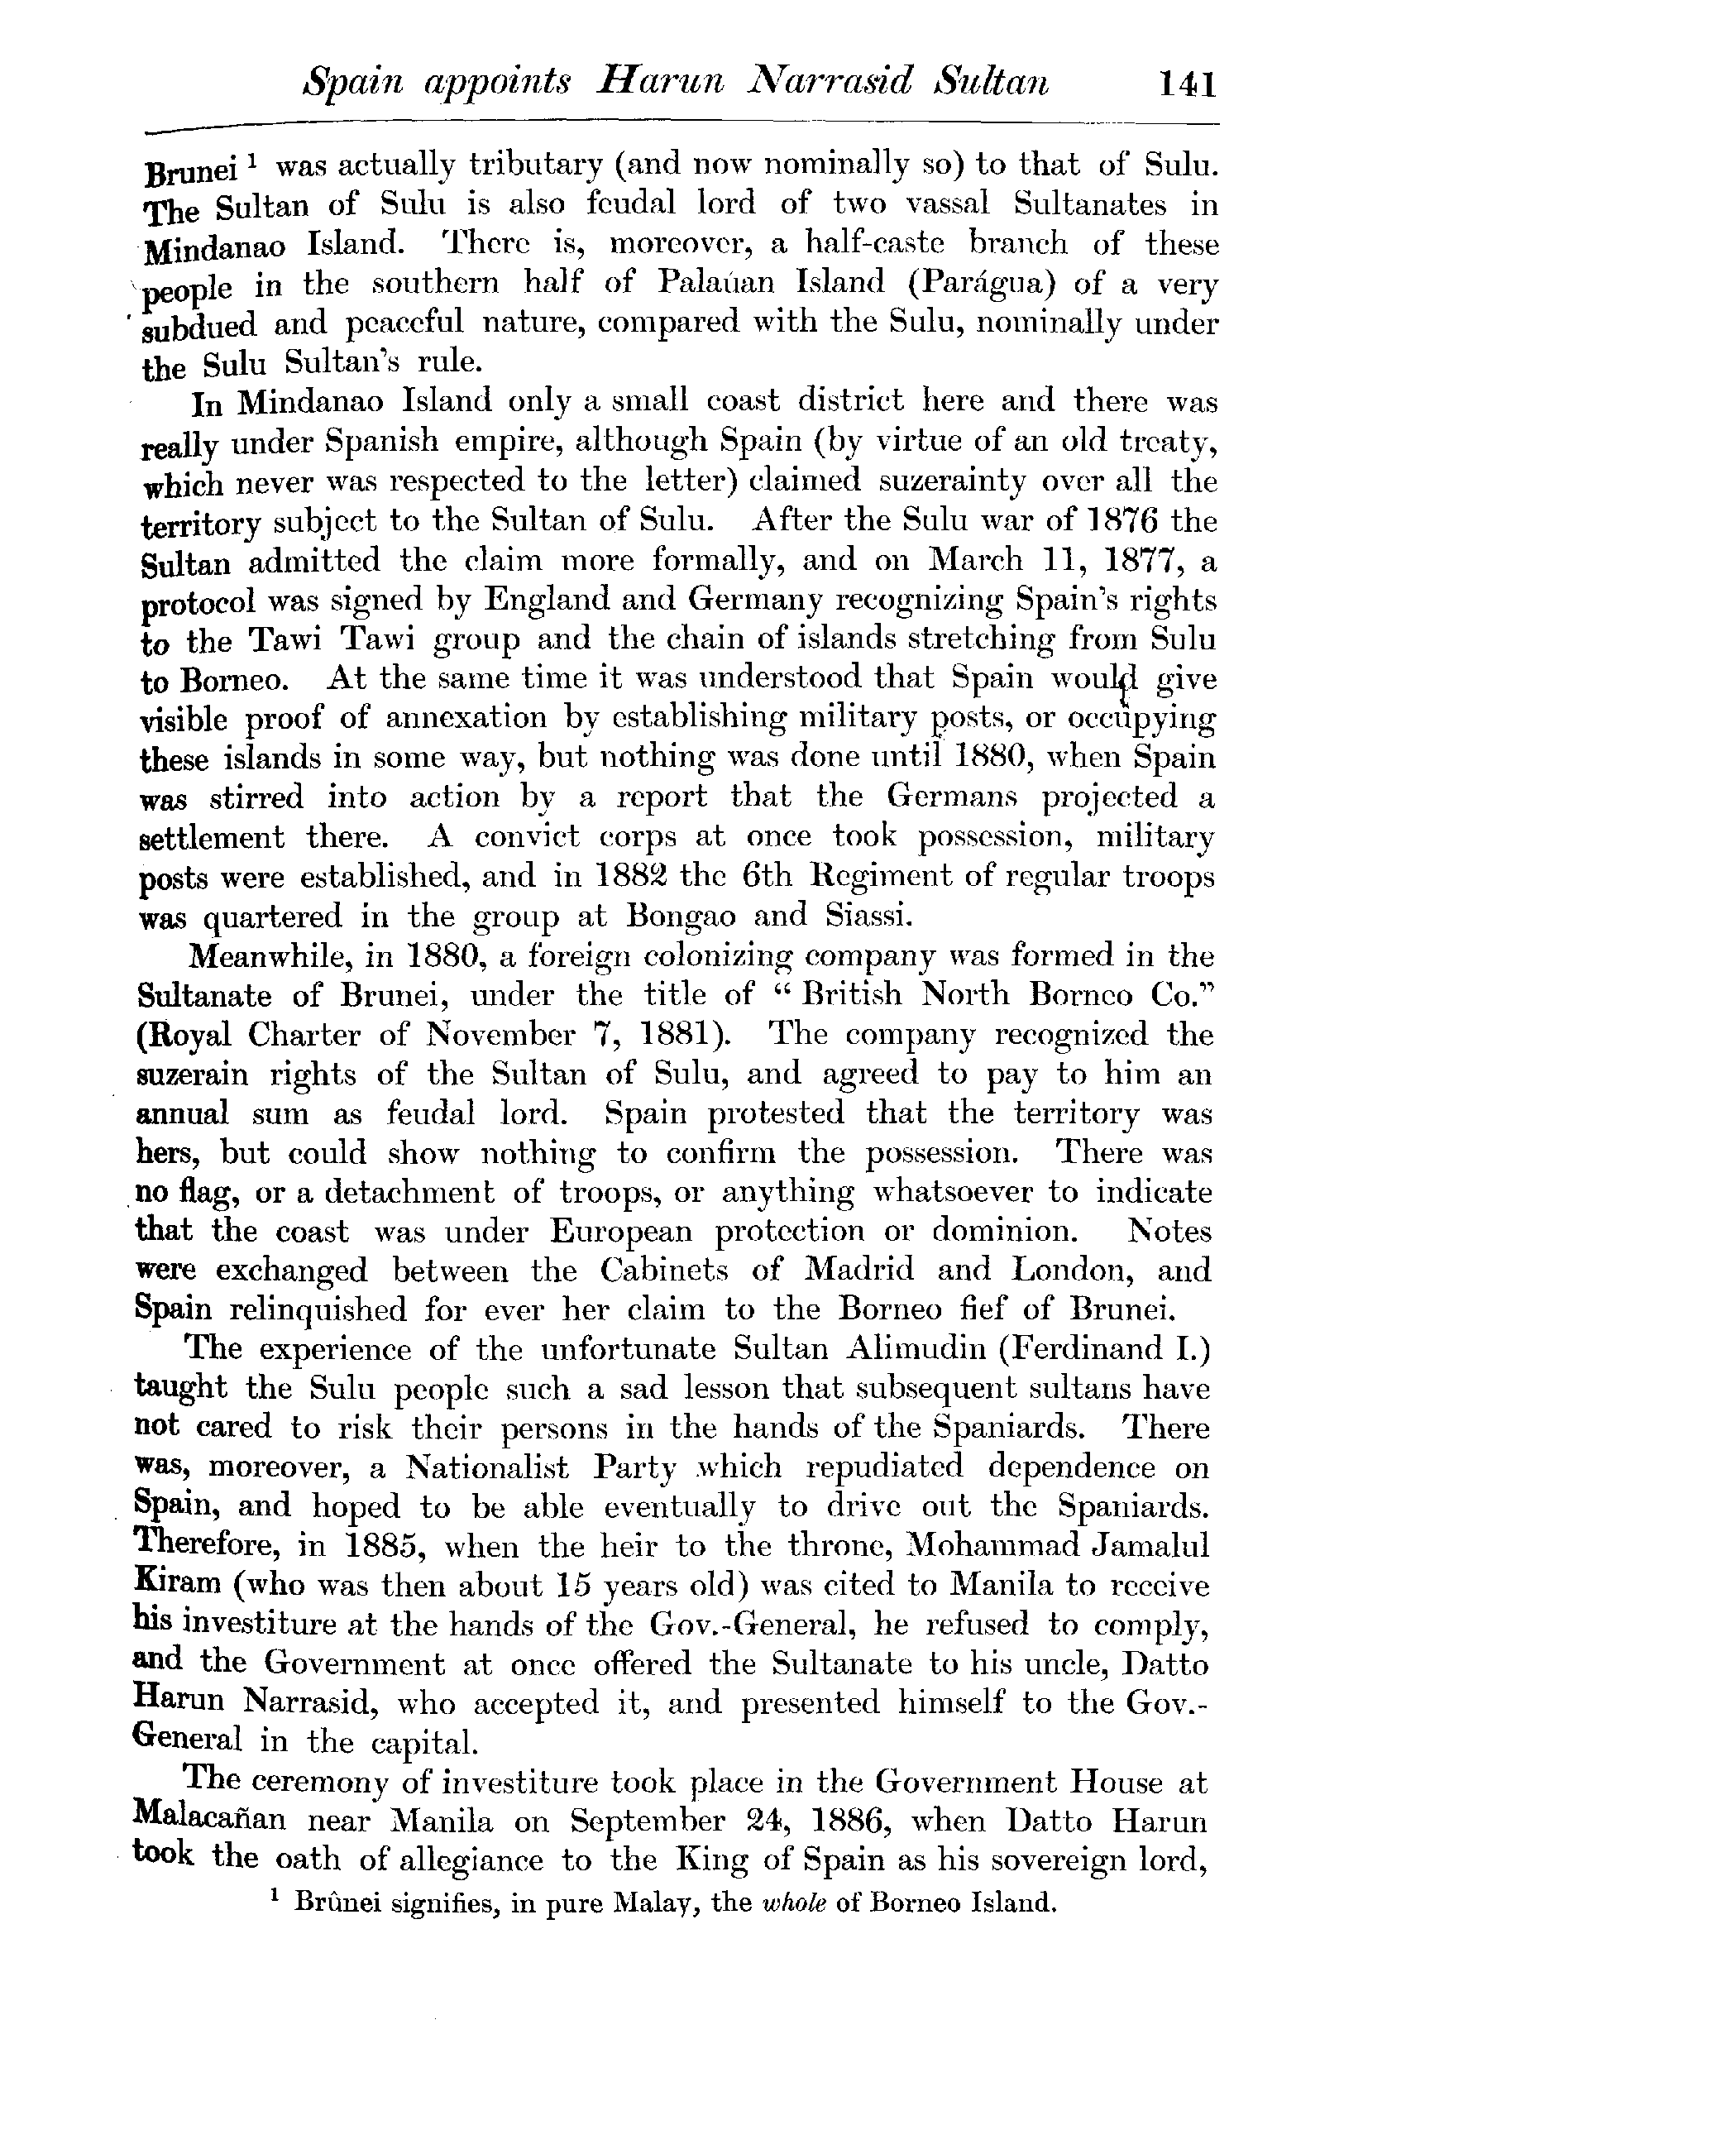 Spain appoints Harun Narrasid Sultan 141
Brunei 1 was actually tributary (and now nominally so) to that of Sulu.
The Sultan of Sulu is also feudal lord of two vassal Sultanates in
Mindanao Island. There is, moreover, a half-caste branch of these
people in the southern half of Palaúan Island (Parágua) of a very
subdued and peaceful nature, compared with the Sulu, nominally under
the Sulu Sultan's rule.
In Mindanao Island only a small coast district here and there was
really under Spanish empire, although Spain (by virtue of an old treaty,
which never was respected to the letter) claimed suzerainty over all the
territory subject to the Sultan of Sulu. After the Sulu war of 1876 the
Sultan admitted the claim more formally, and on March 11, 1877, a
protocol was signed by England and Germany recognizing Spain's rights
to the Tawi Tawi group and the chain of islands stretching from Sulu
to Borneo. At the same time it was understood that Spain would give
visible proof of annexation by establishing military posts, or occupying
these islands in some way, but nothing was done until 1880, when Spain
was stirred into action by a report that the Germans projected a
settlement there. A convict corps at once took possession, military
posts were established, and in 1882 the 6th Regiment of regular troops
was quartered in the group at Bongao and Siassi.
Meanwhile, in 1880, a foreign colonizing company was formed in the
Sultanate of Brunei, under the title of "British North Borneo Co."
(Royal Charter of November 7, 1881). The company recognized the
suzerain rights of the Sultan of Sulu, and agreed to pay to him an
annual sum as feudal lord. Spain protested that the territory was
hers, but could show nothing to confirm the possession. There was
no flag, or a detachment of troops, or anything whatsoever to indicate
that the coast was under European protection or dominion. Notes
were exchanged between the Cabinets of Madrid and London, and
Spain relinquished for ever her claim to the Borneo fief of Brunei.
The experience of the unfortunate Sultan Alimudin (Ferdinand I.)
taught the Sulu people such a sad lesson that subsequent sultans have
not cared to risk their persons in the hands of the Spaniards. There
was, moreover, a Nationalist Party which repudiated dependence on
Spain, and hoped to be able eventually to drive out the Spaniards.
Therefore, in 1885, when the heir to the throne, Mohammad Jamalul
Kiram (who was then about 15 years old) was cited to Manila to receive
his investiture at the hands of the Gov.-General, he refused to comply,
and the Government at once offered the Sultanate to his uncle, Datto
Harun Narrasid, who accepted it, and presented himself to the Gov.-
General in the capital.
The ceremony of investiture took place in the Government House at
Malacañan near Manila on September 24, 1886, when Datto Harun
took the oath of allegiance to the King of Spain as his sovereign lord,
1 Brûnei signifies, in pure Malay, the whole of Borneo Island.